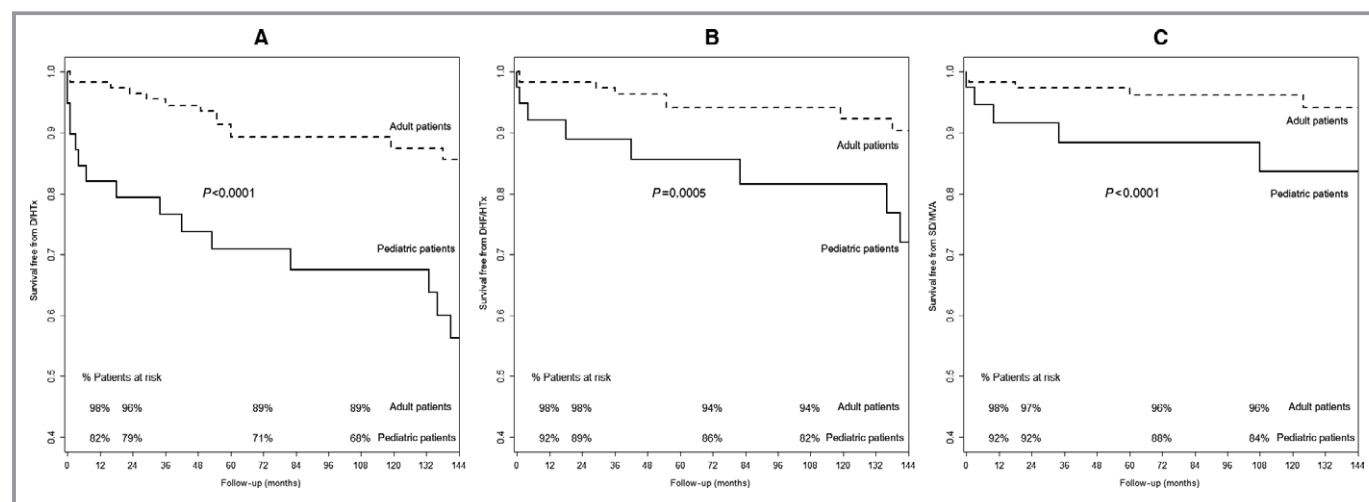 A
Survival free from D/HTx
1.0
0.9
0.8
0.7
0.6
0.5
0.4
Adult patients
P<0.0001
Pediatric patients
% Patients at risk
98% 96% 89% 89% Adult patients
82% 79% 71% 68% Pediatric patients
0 12 24 36 48 60 72 84 96 108 120 132 144
Follow-up (months)
B
Survival free from DHF/HTx
1.0
0.9
0.8
0.7
0.6
0.5
0.4
Adult patients
P=0.0005
Pediatric patients
% Patients at risk
98% 98% 94% 94% Adult patients
92% 89% 86% 82% Pediatric patients
0 12 24 36 48 60 72 84 96 108 120 132 144
Follow-up (months)
C
Survival free from SD/MVA
1.0
0.9
0.8
0.7
0.6
0.5
0.4
Adult patients
P<0.0001
Pediatric patients
% Patients at risk
98% 97% 96% 96% Adult patients
92% 92% 88% 84% Pediatric patients
0 12 24 36 48 60 72 84 96 108 120 132 144
Follow-up (months)